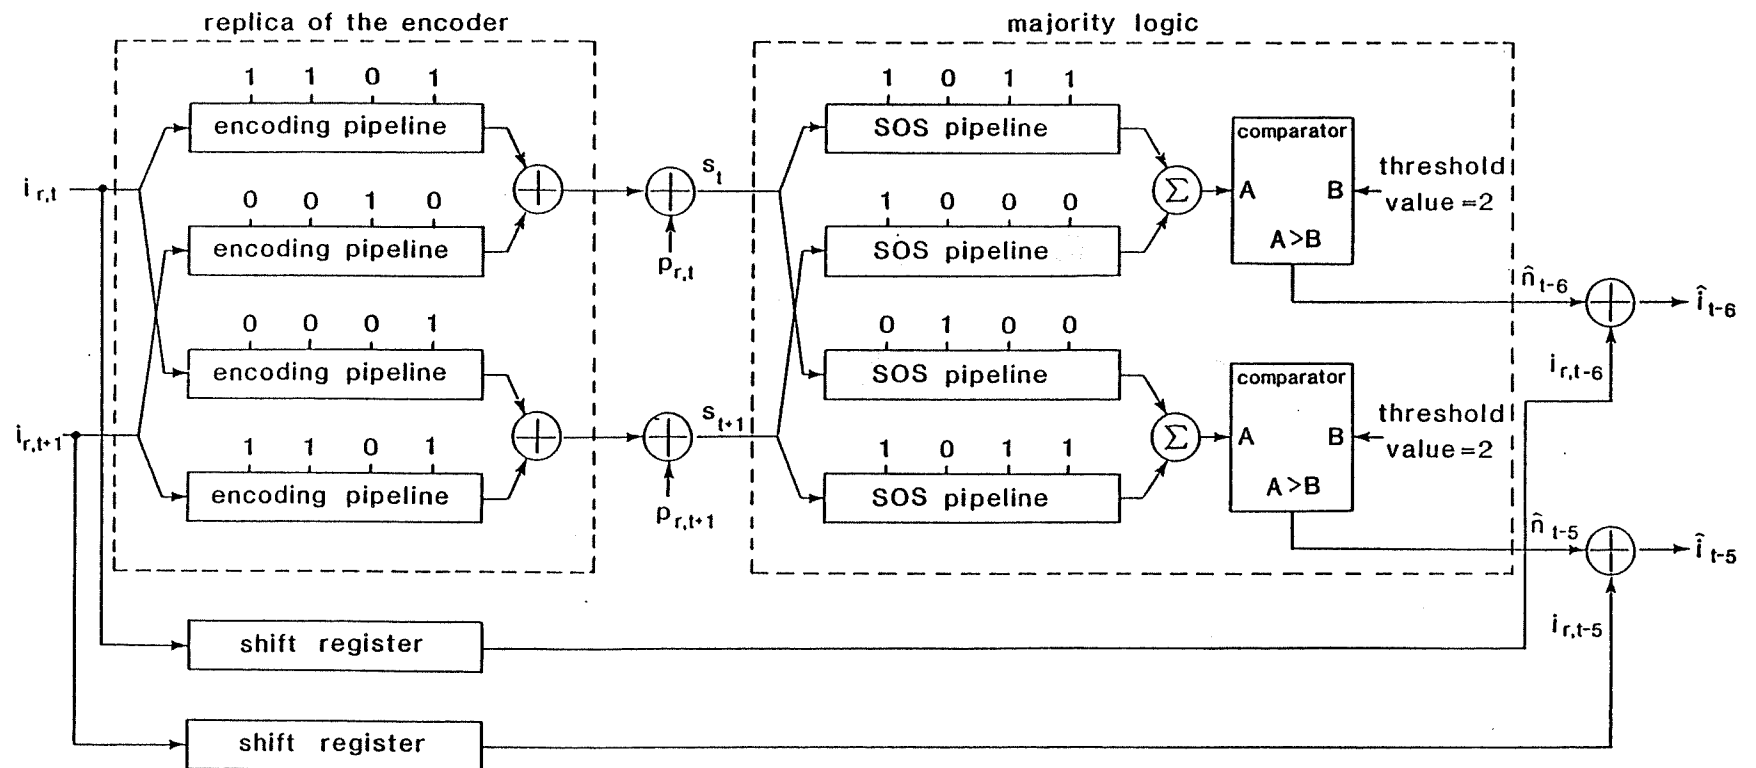 replica of the encoder
majority logic
1 1 0 1
encoding pipeline
0 0 1 0
encoding pipeline
0 0 0 1
encoding pipeline
1 1 0 1
encoding pipeline
i r,t
i r,t+1
s t
p r,t
s t+1
p r,t+1
1 0 1 1
SOS pipeline
1 0 0 0
SOS pipeline
0 1 0 0
SOS pipeline
1 0 1 1
SOS pipeline
Σ
Σ
comparator
A B
A>B
threshold
value=2
comparator
A B
A>B
threshold
value=2
n̂ t-6
î t-6
i r,t-6
n̂ t-5
î t-5
i r,t-5
shift register
shift register